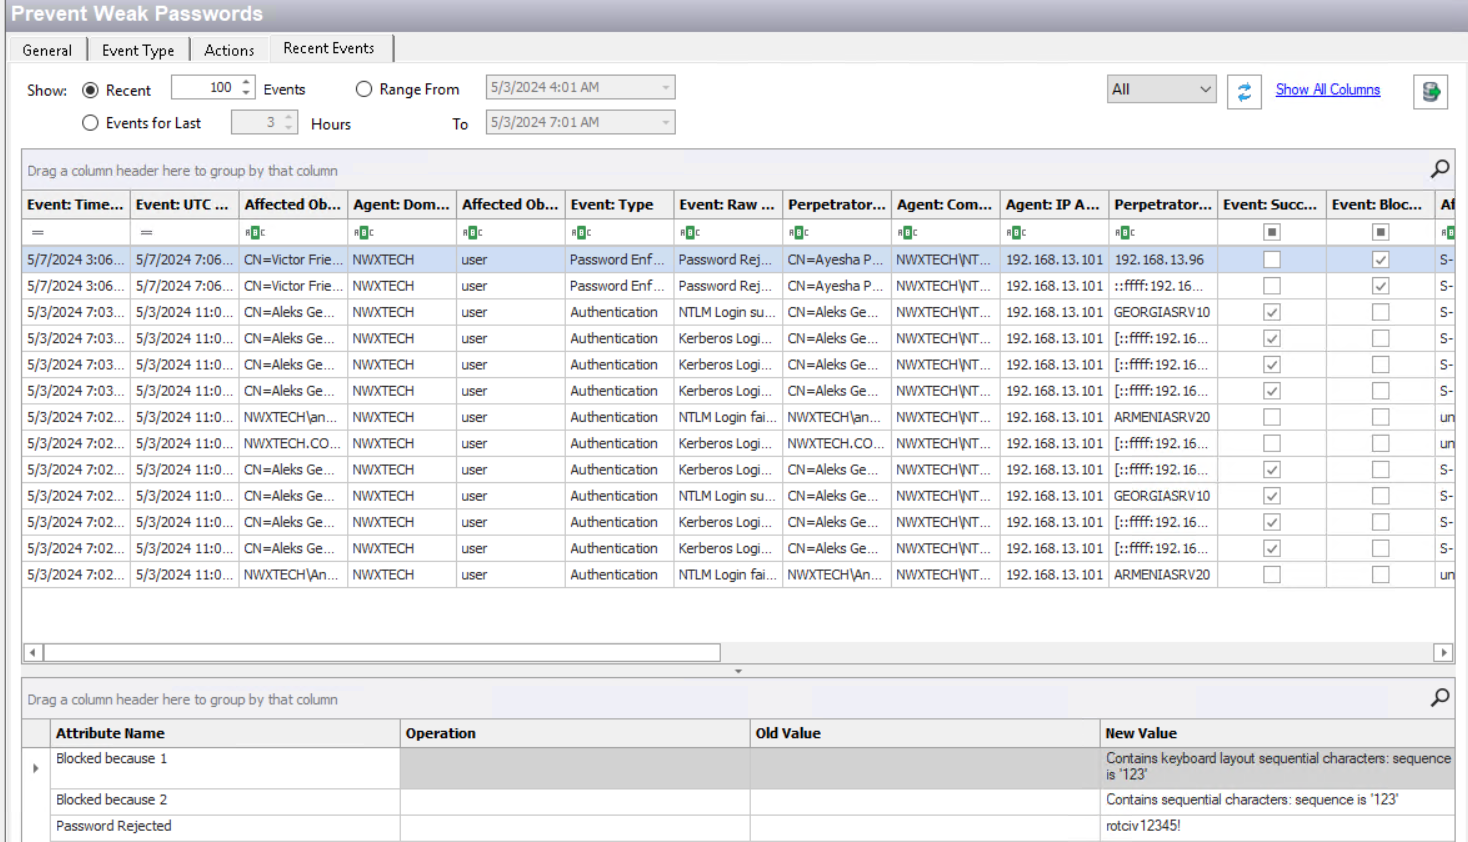 Prevent Weak Passwords
General Event Type Actions Recent Events
Show: Recent 100 Events Range From 5/3/2024 4:01 AM All Show All Columns
Events for Last 3 Hours To 5/3/2024 7:01 AM
Drag a column header here to group by that column
Event: Time... Event: UTC ... Affected Ob... Agent: Dom... Affected Ob... Event: Type Event: Raw ... Perpetrator... Agent: Com... Agent: IP A... Perpetrator... Event: Succ... Event: Bloc... Af
= = ABC ABC ABC ABC ABC ABC ABC ABC ABC AB
5/7/2024 3:06... 5/7/2024 7:06... CN=Victor Frie... NWXTECH user Password Enf... Password Rej... CN=Ayesha P... NWXTECH\NT... 192.168.13.101 192.168.13.96 S-
5/7/2024 3:06... 5/7/2024 7:06... CN=Victor Frie... NWXTECH user Password Enf... Password Rej... CN=Ayesha P... NWXTECH\NT... 192.168.13.101 ::ffff:192.16... S-
5/3/2024 7:03... 5/3/2024 11:0... CN=Aleks Ge... NWXTECH user Authentication NTLM Login su... CN=Aleks Ge... NWXTECH\NT... 192.168.13.101 GEORGIASRV10 S-
5/3/2024 7:03... 5/3/2024 11:0... CN=Aleks Ge... NWXTECH user Authentication Kerberos Logi... CN=Aleks Ge... NWXTECH\NT... 192.168.13.101 [::ffff:192.16... S-
5/3/2024 7:03... 5/3/2024 11:0... CN=Aleks Ge... NWXTECH user Authentication Kerberos Logi... CN=Aleks Ge... NWXTECH\NT... 192.168.13.101 [::ffff:192.16... S-
5/3/2024 7:03... 5/3/2024 11:0... CN=Aleks Ge... NWXTECH user Authentication Kerberos Logi... CN=Aleks Ge... NWXTECH\NT... 192.168.13.101 [::ffff:192.16... S-
5/3/2024 7:02... 5/3/2024 11:0... NWXTECH\an... NWXTECH user Authentication NTLM Login fai... NWXTECH\an... NWXTECH\NT... 192.168.13.101 ARMENIASRV20 un
5/3/2024 7:02... 5/3/2024 11:0... NWXTECH.CO... NWXTECH user Authentication Kerberos Logi... NWXTECH.CO... NWXTECH\NT... 192.168.13.101 [::ffff:192.16... un
5/3/2024 7:02... 5/3/2024 11:0... CN=Aleks Ge... NWXTECH user Authentication Kerberos Logi... CN=Aleks Ge... NWXTECH\NT... 192.168.13.101 [::ffff:192.16... S-
5/3/2024 7:02... 5/3/2024 11:0... CN=Aleks Ge... NWXTECH user Authentication NTLM Login su... CN=Aleks Ge... NWXTECH\NT... 192.168.13.101 GEORGIASRV10 S-
5/3/2024 7:02... 5/3/2024 11:0... CN=Aleks Ge... NWXTECH user Authentication Kerberos Logi... CN=Aleks Ge... NWXTECH\NT... 192.168.13.101 [::ffff:192.16... S-
5/3/2024 7:02... 5/3/2024 11:0... CN=Aleks Ge... NWXTECH user Authentication Kerberos Logi... CN=Aleks Ge... NWXTECH\NT... 192.168.13.101 [::ffff:192.16... S-
5/3/2024 7:02... 5/3/2024 11:0... NWXTECH\An... NWXTECH user Authentication NTLM Login fai... NWXTECH\An... NWXTECH\NT... 192.168.13.101 ARMENIASRV20 un
Drag a column header here to group by that column
Attribute Name Operation Old Value New Value
Blocked because 1 Contains keyboard layout sequential characters: sequence
is '123'
Blocked because 2 Contains sequential characters: sequence is '123'
Password Rejected rotciv12345!